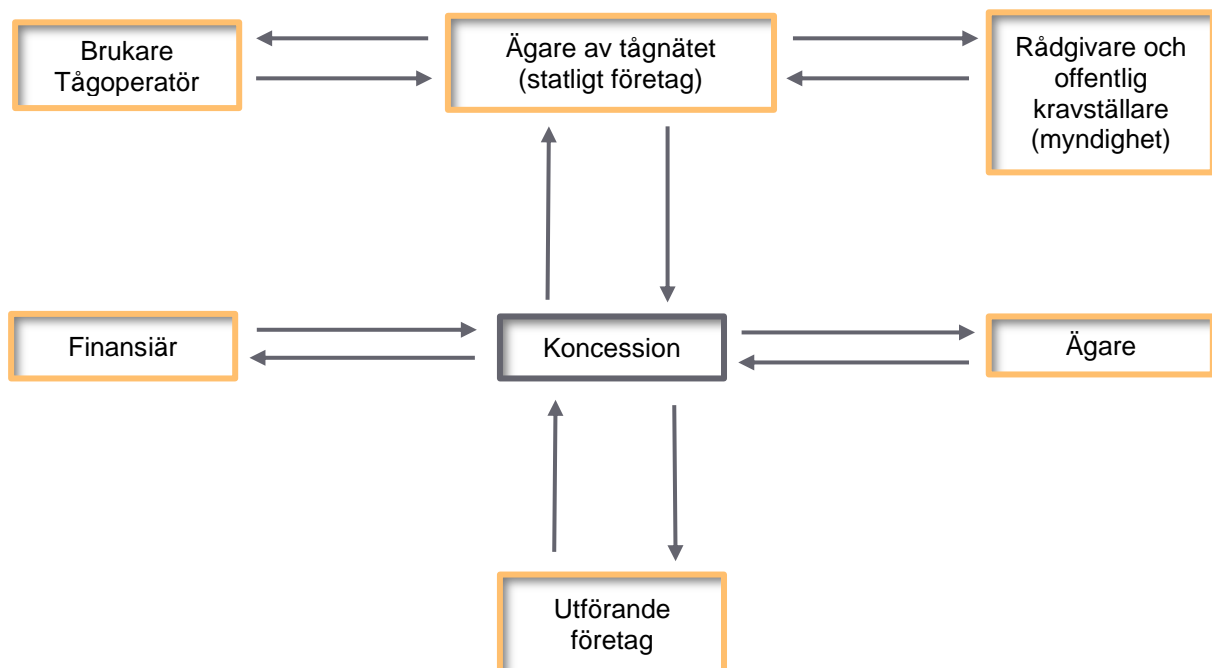 Brukare
Tågoperatör
Ägare av tågnätet
(statligt företag)
Rådgivare och
offentlig
kravställare
(myndighet)
Finansiär
Koncession
Ägare
Utförande
företag